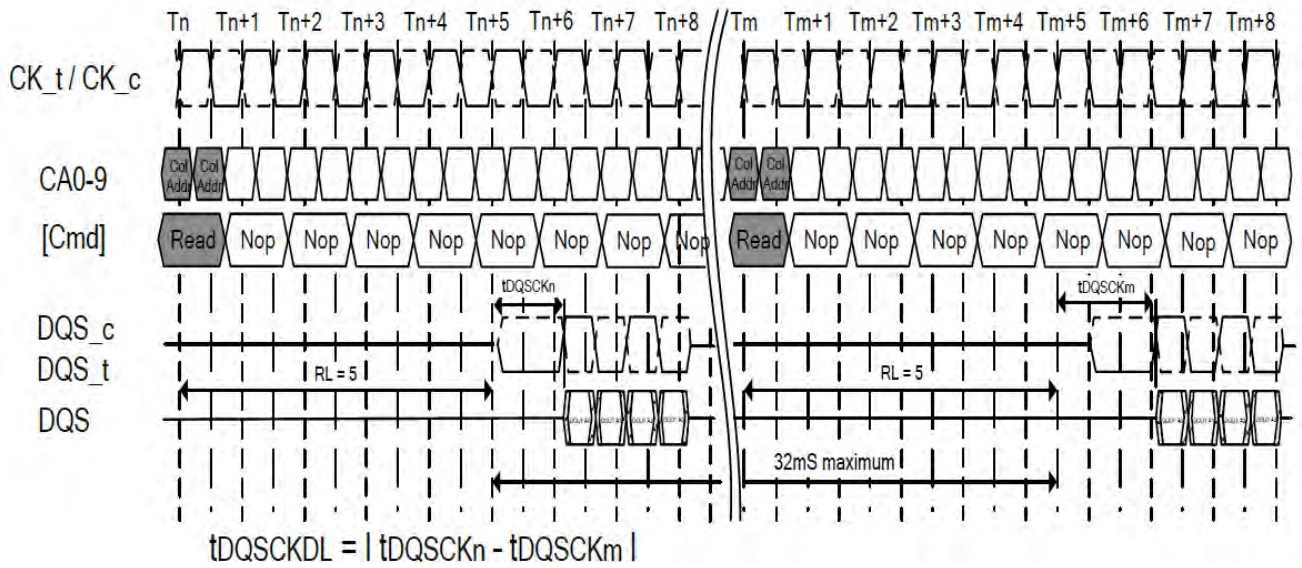 Tn Tn+1 Tn+2 Tn+3 Tn+4 Tn+5 Tn+6 Tn+7 Tn+8 Tm Tm+1 Tm+2 Tm+3 Tm+4 Tm+5 Tm+6 Tm+7 Tm+8
CK_t / CK_c
Col Addr Col Addr Col Addr Col Addr
CA0-9
[Cmd] Read Nop Nop Nop Nop Nop Nop Nop Nop Read Nop Nop Nop Nop Nop Nop Nop Nop
tDQSCKn tDQSCKm
DQS_c
DQS_t
RL = 5 RL = 5
DQS
32mS maximum
tDQSCKDL = | tDQSCKn - tDQSCKm |